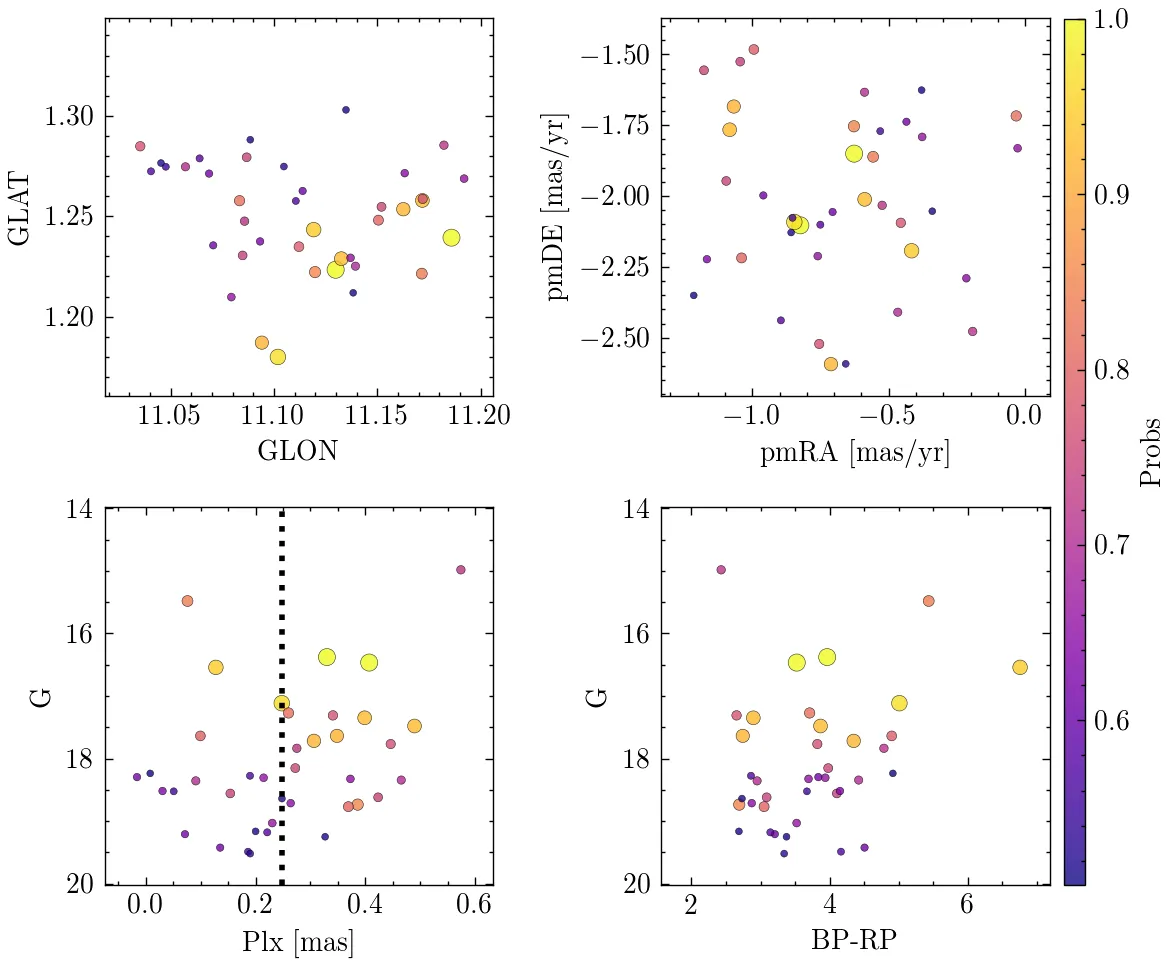 1.30
1.25
1.20
GLAT
11.05 11.10 11.15 11.20
GLON
−1.50
−1.75
−2.00
−2.25
−2.50
pmDE [mas/yr]
−1.0 −0.5 0.0
pmRA [mas/yr]
14
16
18
20
G
0.0 0.2 0.4 0.6
Plx [mas]
14
16
18
20
G
2 4 6
BP-RP
1.0
0.9
0.8
0.7
0.6
Probs